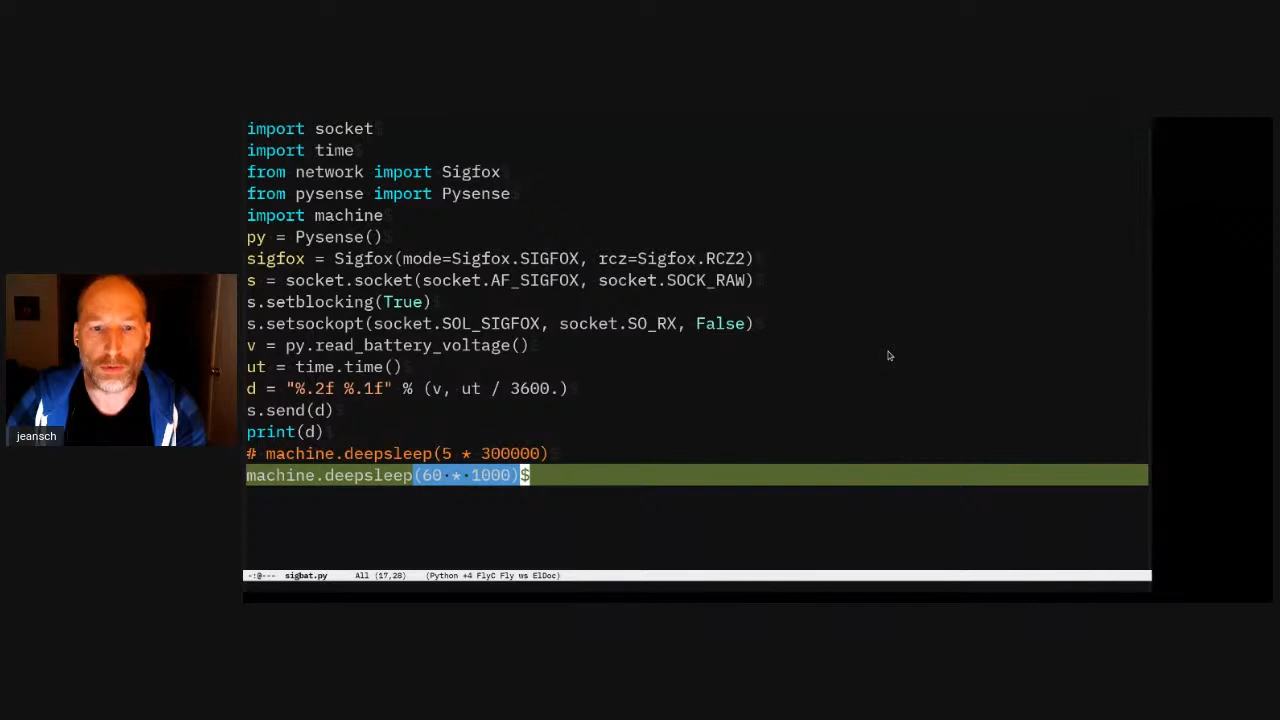 import socket
import time
from network import Sigfox
from pysense import Pysense
import machine
py = Pysense()
sigfox = Sigfox(mode=Sigfox.SIGFOX, rcz=Sigfox.RCZ2)
s = socket.socket(socket.AF_SIGFOX, socket.SOCK_RAW)
s.setblocking(True)
s.setsockopt(socket.SOL_SIGFOX, socket.SO_RX, False)
v = py.read_battery_voltage()
ut = time.time()
d = "%.2f %.1f" % (v, ut / 3600.)
s.send(d)
print(d)
# machine.deepsleep(5 * 300000)
machine.deepsleep(60·*·1000)$
-:@--- sigbat.py All (17,28) (Python +4 FlyC Fly ws ElDoc)
jeansch